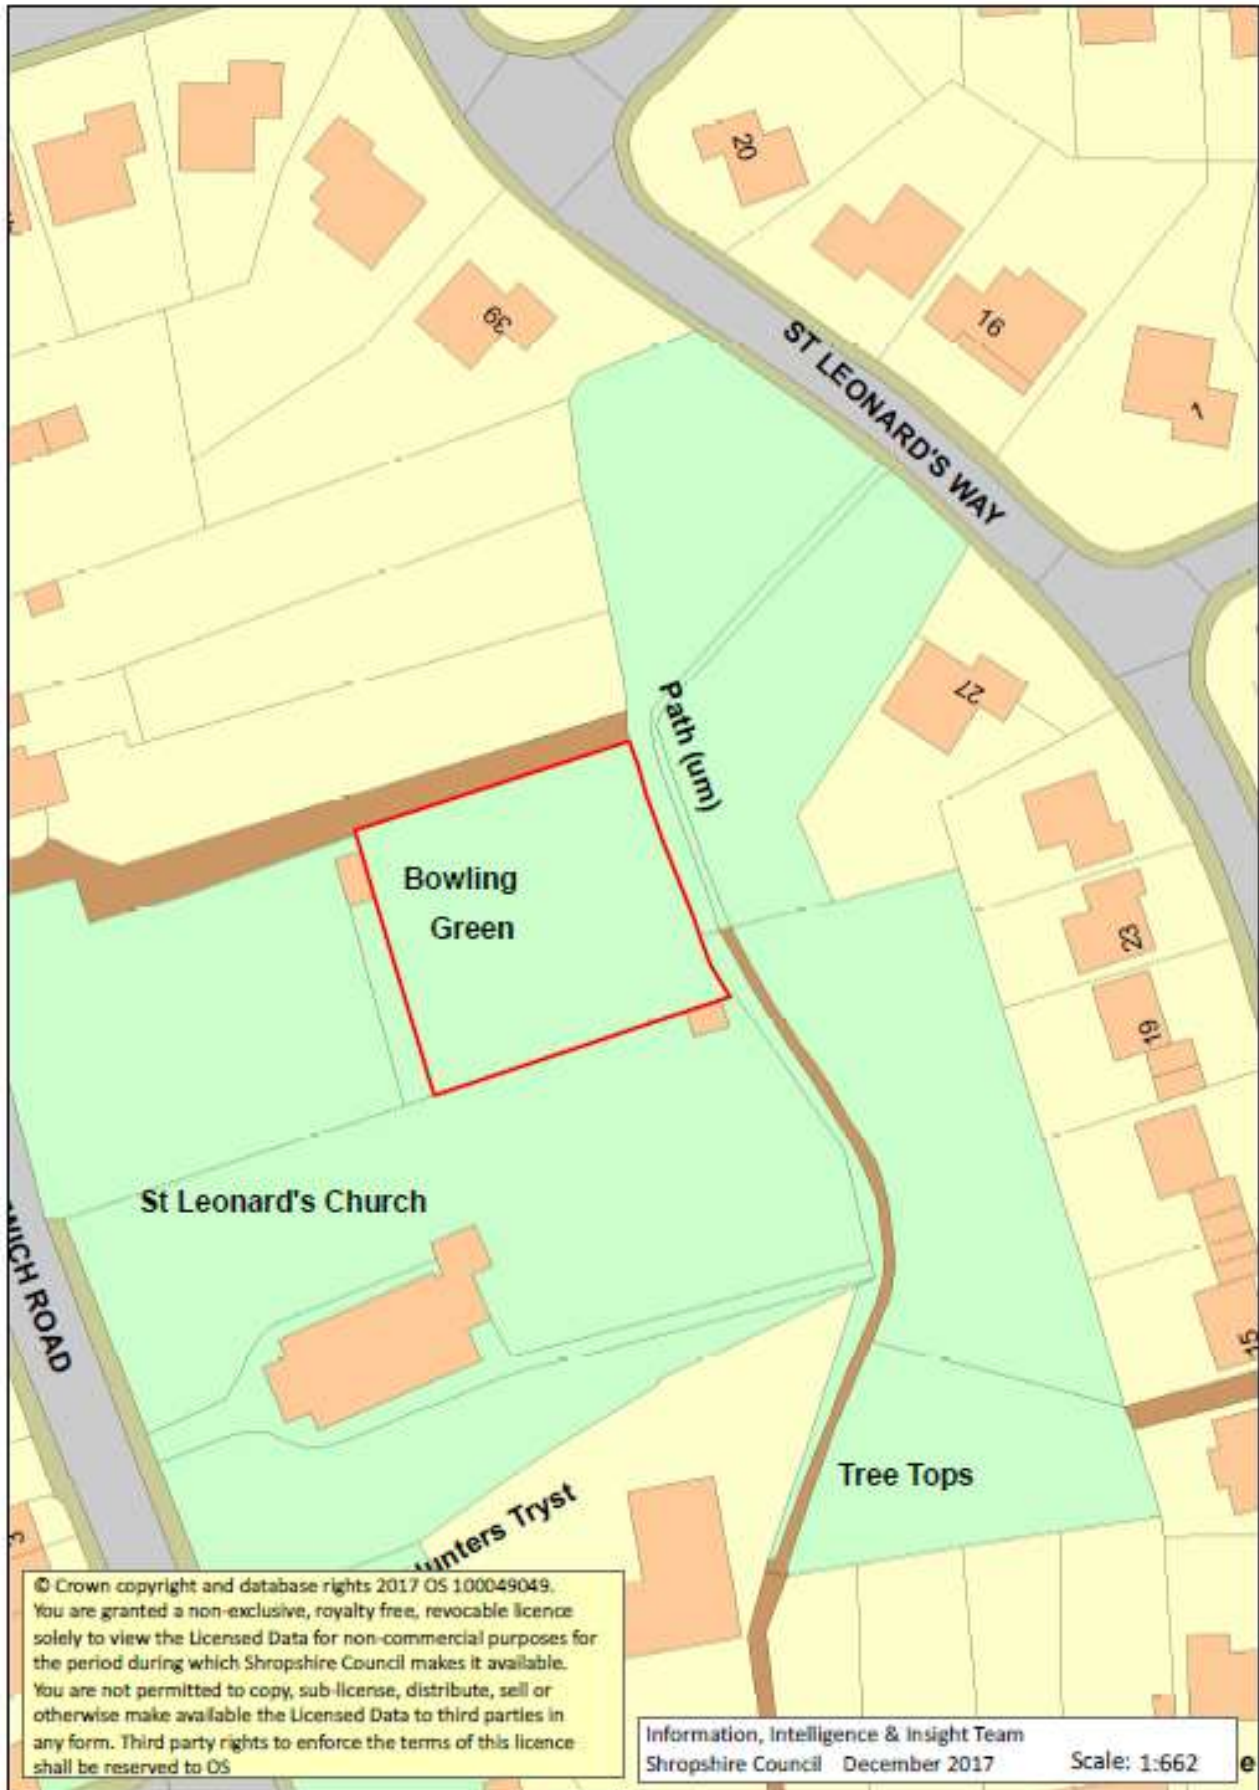 20
39
16
1
ST LEONARD'S WAY
27
Path (um)
Bowling
Green
23
19
St Leonard's Church
ROAD
15
Tree Tops
Tryst
3
© Crown copyright and database rights 2017 OS 100049049.
You are granted a non-exclusive, royalty free, revocable licence
solely to view the Licensed Data for non-commercial purposes for
the period during which Shropshire Council makes it available.
You are not permitted to copy, sub-license, distribute, sell or
otherwise make available the Licensed Data to third parties in
any form. Third party rights to enforce the terms of this licence
shall be reserved to OS
Information, Intelligence & Insight Team
Shropshire Council December 2017 Scale: 1:662